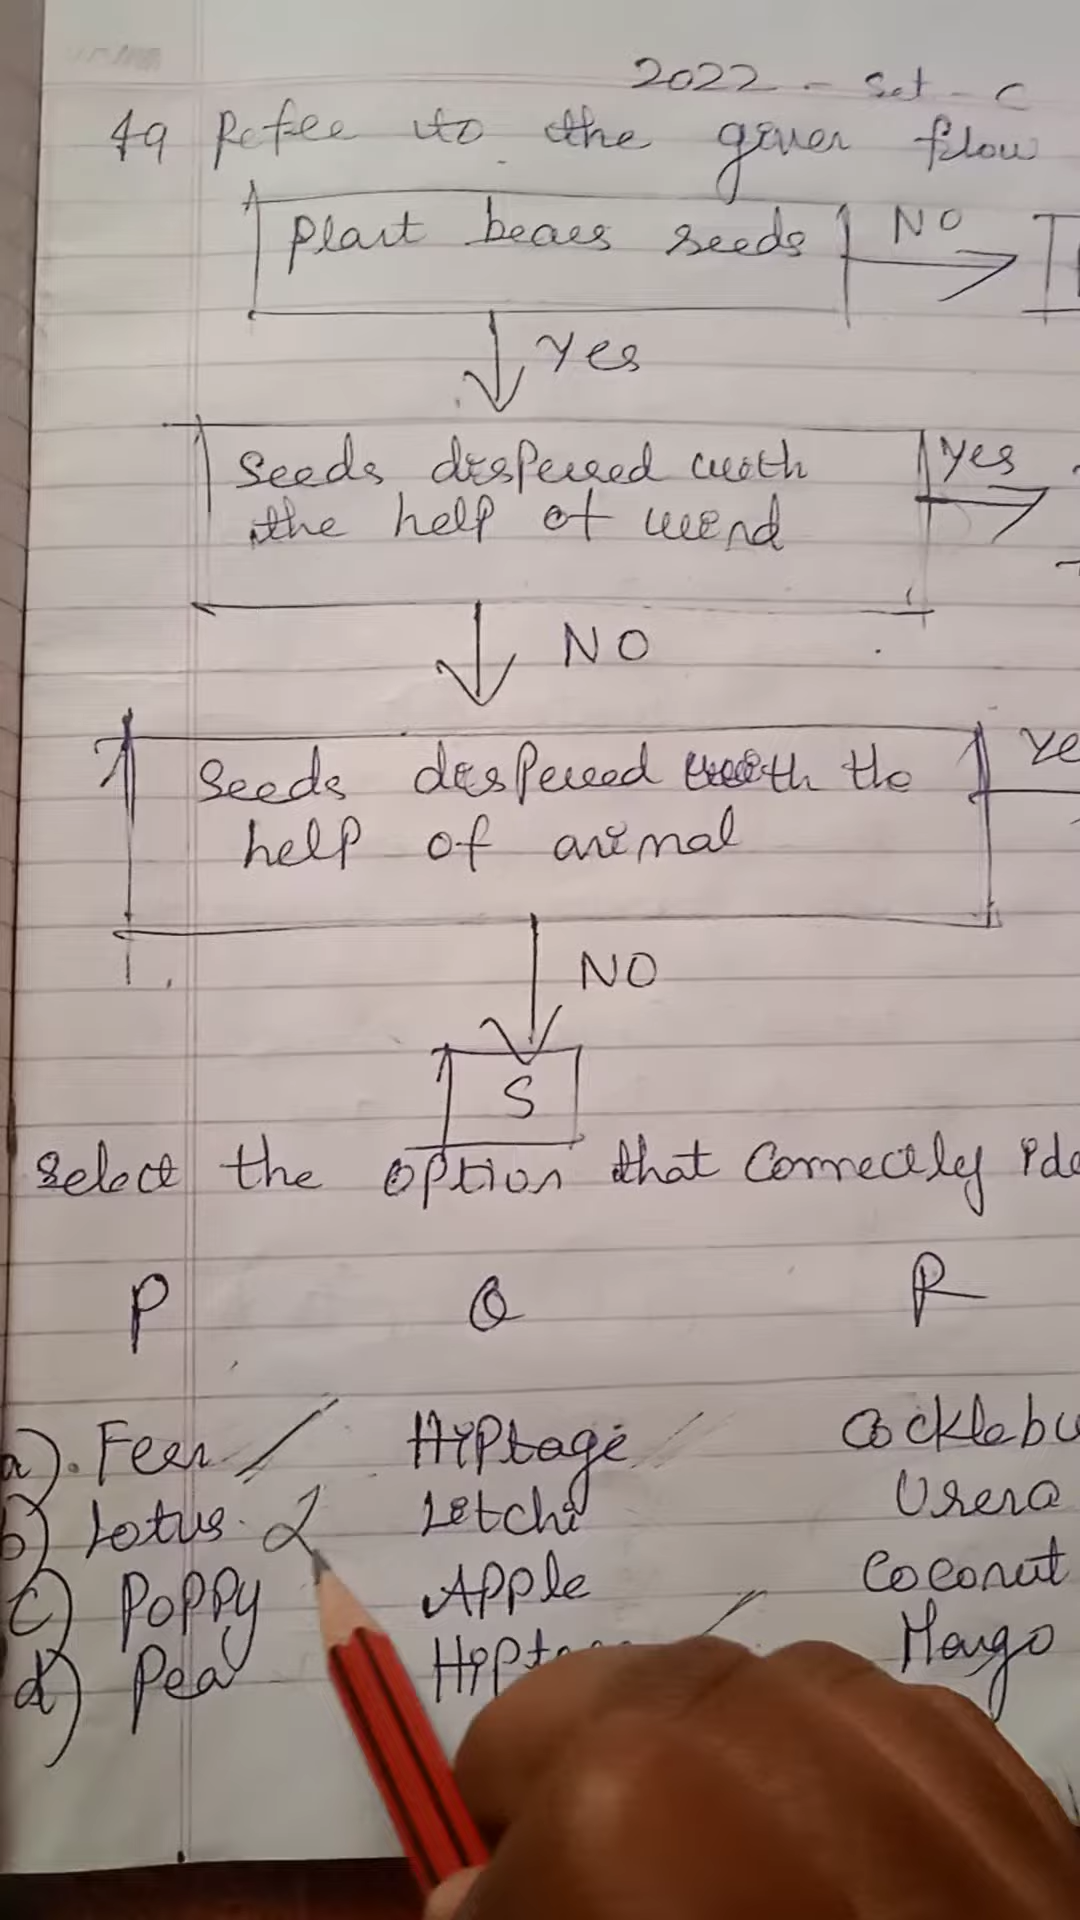 2022 - Set - C
49 Refer to the given flow
Plant bears seeds NO
Yes
Seeds dispersed with Yes
the help of wind
NO
Seeds dispersed with the Ye
help of animal
NO
S
Select the option that correctly ide
P Q R
a). Fern Hiptage Cocklebu
b) Lotus Litchi Urena
c) Poppy Apple Coconut
d) Pea Hipta Mango